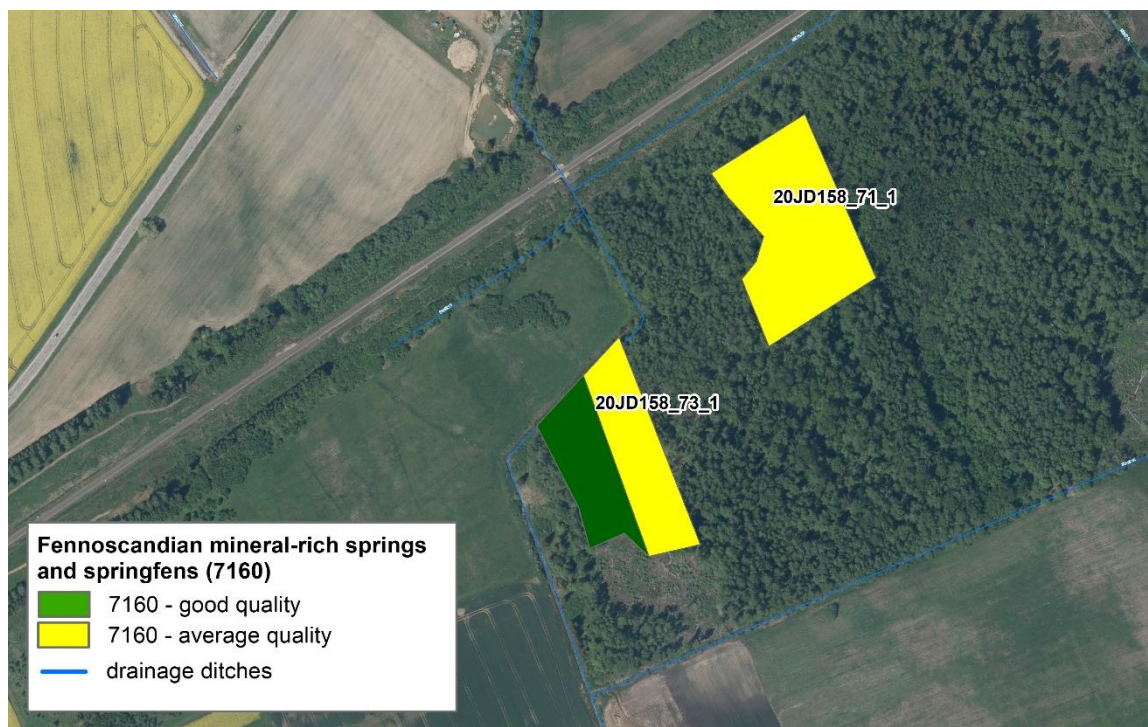 20JD158_71_1
20JD158_73_1
Fennoscandian mineral-rich springs
and springfens (7160)
7160 - good quality
7160 - average quality
drainage ditches